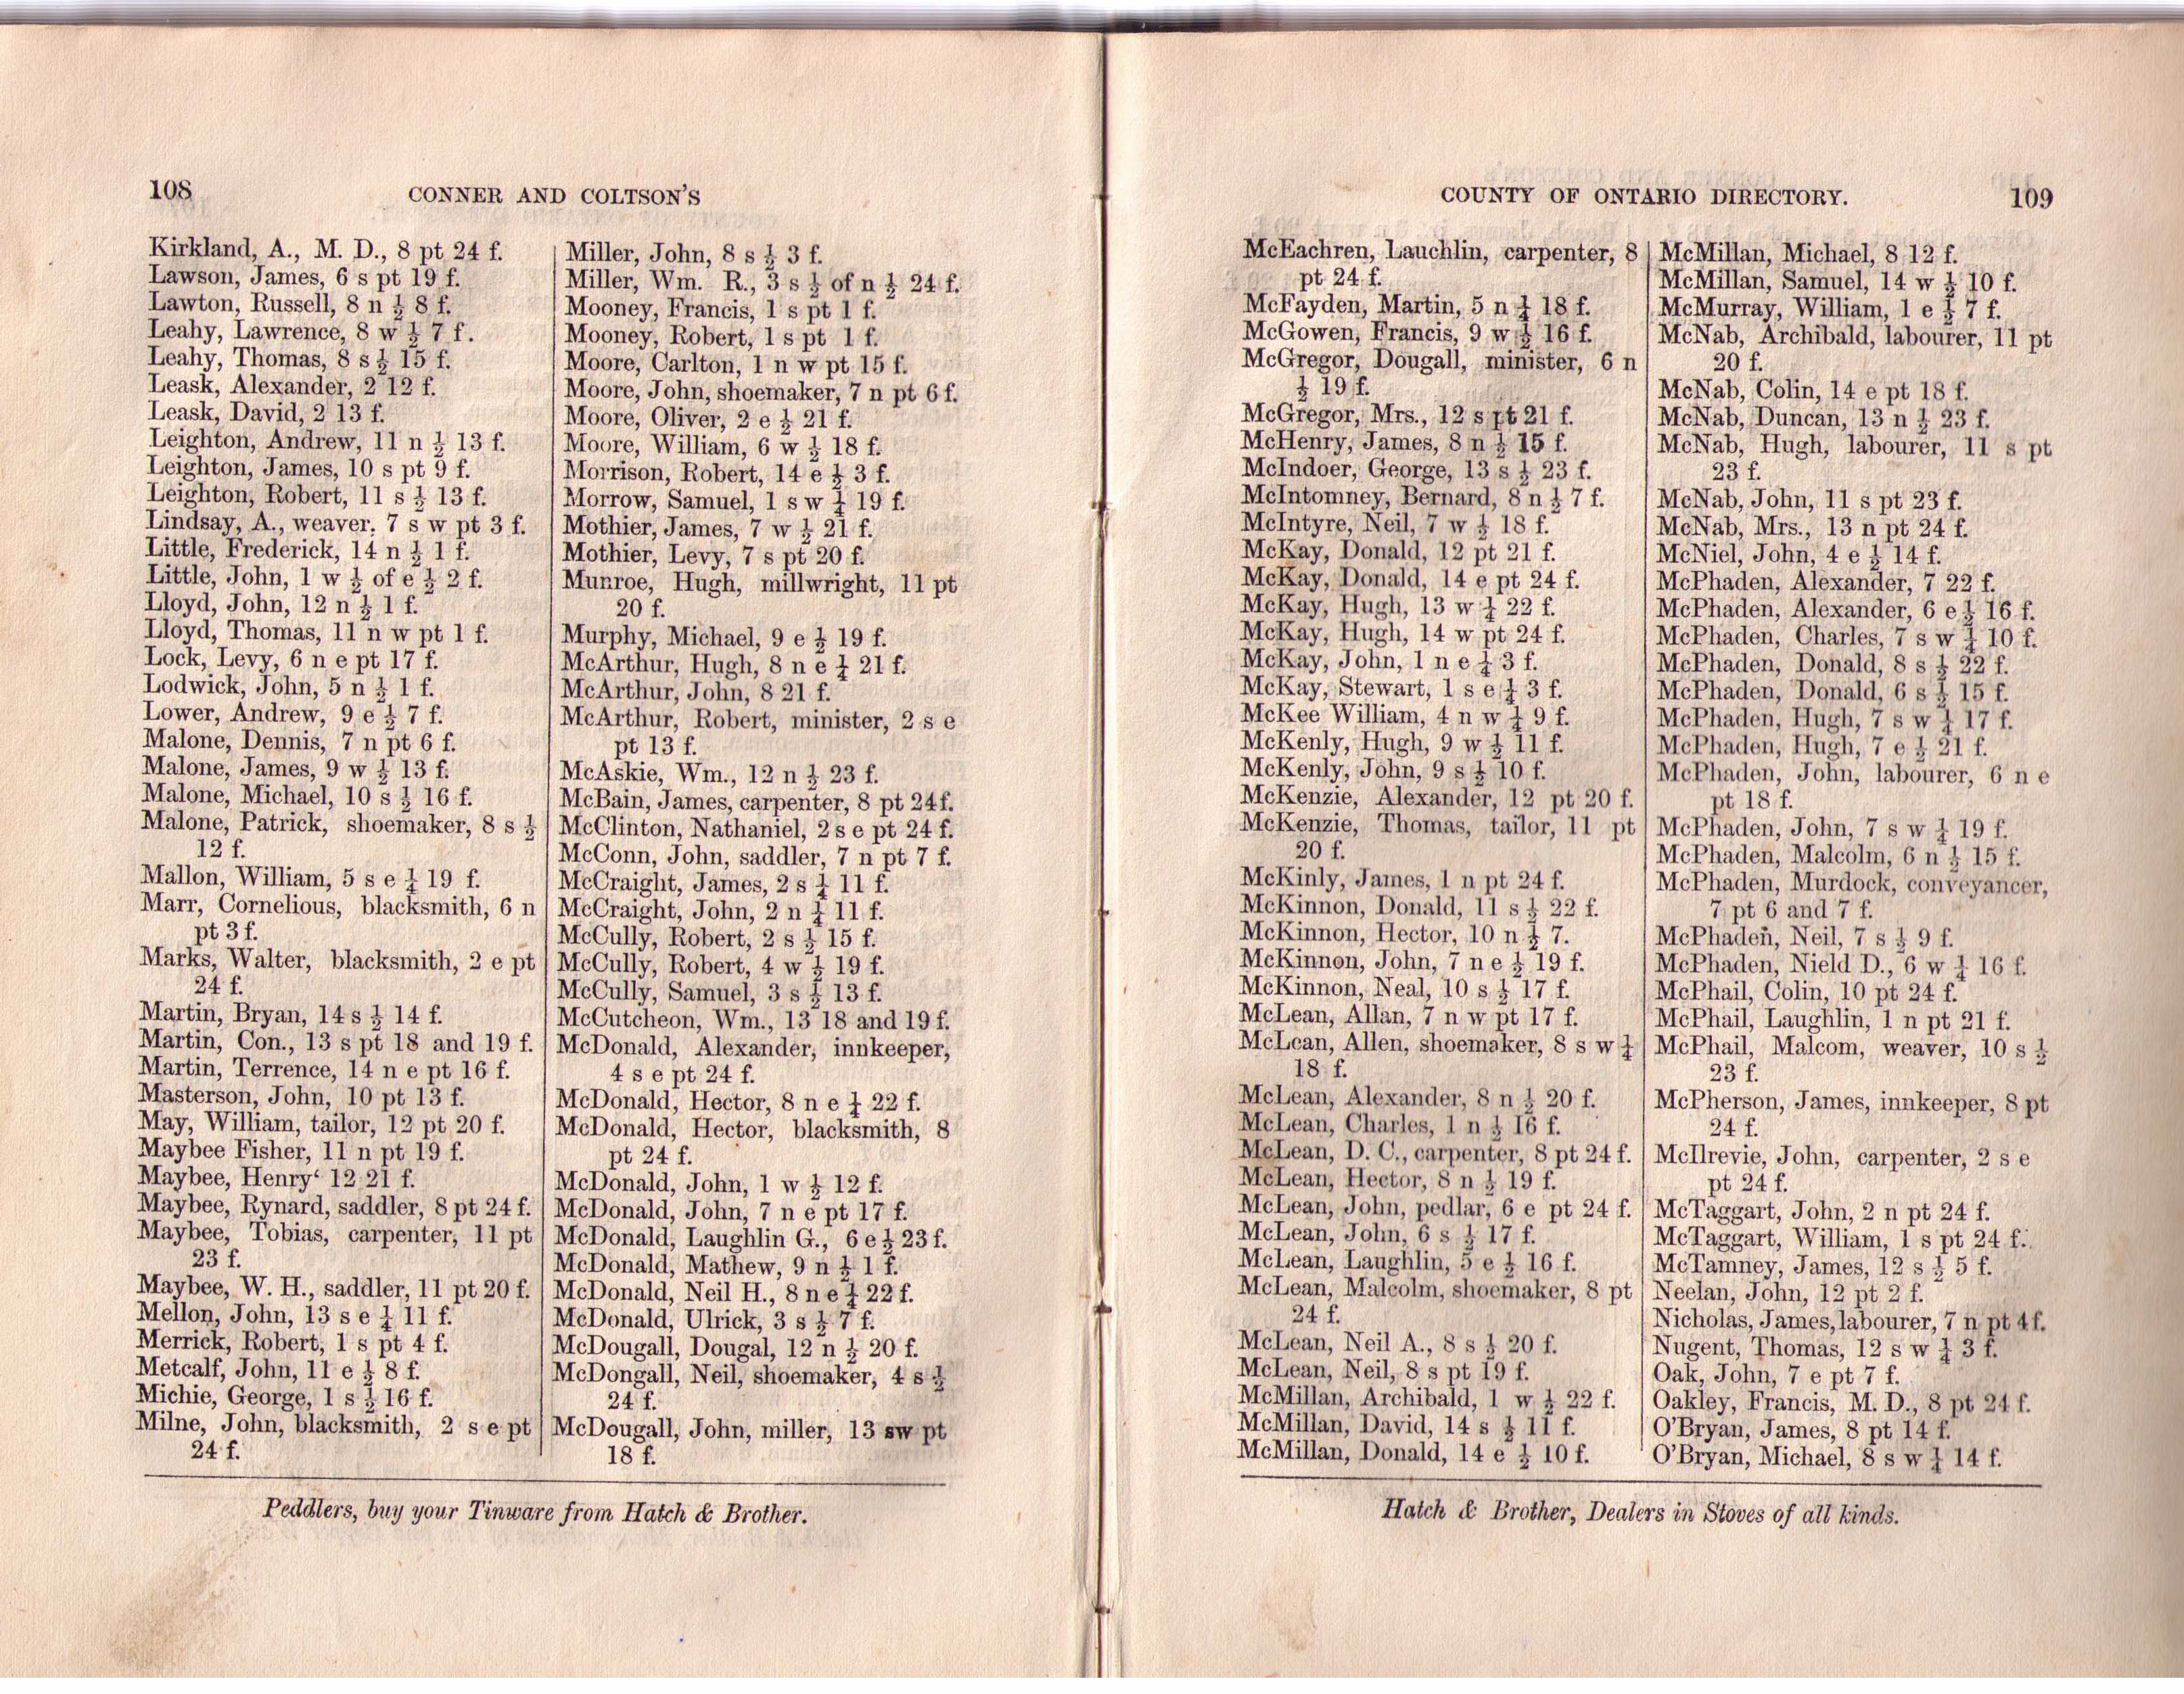 108
CONNER AND COLTSON'S
Kirkland, A., M. D., 8 pt 24 f.
Lawson, James, 6 s pt 19 f.
Lawton, Russell, 8 n ½ 8 f.
Leahy, Lawrence, 8 w ½ 7 f.
Leahy, Thomas, 8 s ½ 15 f.
Leask, Alexander, 2 12 f.
Leask, David, 2 13 f.
Leighton, Andrew, 11 n ½ 13 f.
Leighton, James, 10 s pt 9 f.
Leighton, Robert, 11 s ½ 13 f.
Lindsay, A., weaver. 7 s w pt 3 f.
Little, Frederick, 14 n ½ 1 f.
Little, John, 1 w ½ of e ½ 2 f.
Lloyd, John, 12 n ½ 1 f.
Lloyd, Thomas, 11 n w pt 1 f.
Lock, Levy, 6 n e pt 17 f.
Lodwick, John, 5 n ½ 1 f.
Lower, Andrew, 9 e ½ 7 f.
Malone, Dennis, 7 n pt 6 f.
Malone, James, 9 w ½ 13 f.
Malone, Michael, 10 s ½ 16 f.
Malone, Patrick, shoemaker, 8 s ½
12 f.
Mallon, William, 5 s e ¼ 19 f.
Marr, Cornelious, blacksmith, 6 n
pt 3 f.
Marks, Walter, blacksmith, 2 e pt
24 f.
Martin, Bryan, 14 s ½ 14 f.
Martin, Con., 13 s pt 18 and 19 f.
Martin, Terrence, 14 n e pt 16 f.
Masterson, John, 10 pt 13 f.
May, William, tailor, 12 pt 20 f.
Maybee Fisher, 11 n pt 19 f.
Maybee, Henry‘ 12 21 f.
Maybee, Rynard, saddler, 8 pt 24 f.
Maybee, Tobias, carpenter, 11 pt
23 f.
Maybee, W. H., saddler, 11 pt 20 f.
Mellon, John, 13 s e ¼ 11 f.
Merrick, Robert, 1 s pt 4 f.
Metcalf, John, 11 e ½ 8 f.
Michie, George, 1 s ½ 16 f.
Milne, John, blacksmith, 2 s e pt
24 f.
Miller, John, 8 s ½ 3 f.
Miller, Wm. R., 3 s ½ of n ½ 24 f.
Mooney, Francis, 1 s pt 1 f.
Mooney, Robert, 1 s pt 1 f.
Moore, Carlton, 1 n w pt 15 f.
Moore, John, shoemaker, 7 n pt 6 f.
Moore, Oliver, 2 e ½ 21 f.
Moore, William, 6 w ½ 18 f.
Morrison, Robert, 14 e ½ 3 f.
Morrow, Samuel, 1 s w ¼ 19 f.
Mothier, James, 7 w ½ 21 f.
Mothier, Levy, 7 s pt 20 f.
Munroe, Hugh, millwright, 11 pt
20 f.
Murphy, Michael, 9 e ½ 19 f.
McArthur, Hugh, 8 n e ¼ 21 f.
McArthur, John, 8 21 f.
McArthur, Robert, minister, 2 s e
pt 13 f.
McAskie, Wm., 12 n ½ 23 f.
McBain, James, carpenter, 8 pt 24 f.
McClinton, Nathaniel, 2 s e pt 24 f.
McConn, John, saddler, 7 n pt 7 f.
McCraight, James, 2 s ¼ 11 f.
McCraight, John, 2 n ¼ 11 f.
McCully, Robert, 2 s ½ 15 f.
McCully, Robert, 4 w ½ 19 f.
McCully, Samuel, 3 s ½ 13 f.
McCutcheon, Wm., 13 18 and 19 f.
McDonald, Alexander, innkeeper,
4 s e pt 24 f.
McDonald, Hector, 8 n e ¼ 22 f.
McDonald, Hector, blacksmith, 8
pt 24 f.
McDonald, John, 1 w ½ 12 f.
McDonald, John, 7 n e pt 17 f.
McDonald, Laughlin G., 6 e ½ 23 f.
McDonald, Mathew, 9 n ½ 1 f.
McDonald, Neil H., 8 n e ¼ 22 f.
McDonald, Ulrick, 3 s ½ 7 f.
McDougall, Dougal, 12 n ½ 20 f.
McDongall, Neil, shoemaker, 4 s ½
24 f.
McDougall, John, miller, 13 sw pt
18 f.
Peddlers, buy your Tinware from Hatch & Brother.
COUNTY OF ONTARIO DIRECTORY.
109
McEachren, Lauchlin, carpenter, 8
pt 24 f.
McFayden, Martin, 5 n ¼ 18 f.
McGowen, Francis, 9 w ½ 16 f.
McGregor, Dougall, minister, 6 n
½ 19 f.
McGregor, Mrs., 12 s pt 21 f.
McHenry, James, 8 n ½ 15 f.
McIndoer, George, 13 s ½ 23 f.
McIntomney, Bernard, 8 n ½ 7 f.
McIntyre, Neil, 7 w ½ 18 f.
McKay, Donald, 12 pt 21 f.
McKay, Donald, 14 e pt 24 f.
McKay, Hugh, 13 w ¼ 22 f.
McKay, Hugh, 14 w pt 24 f.
McKay, John, 1 n e ¼ 3 f.
McKay, Stewart, 1 s e ¼ 3 f.
McKee William, 4 n w ¼ 9 f.
McKenly, Hugh, 9 w ½ 11 f.
McKenly, John, 9 s ½ 10 f.
McKenzie, Alexander, 12 pt 20 f.
McKenzie, Thomas, tailor, 11 pt
20 f.
McKinly, James, 1 n pt 24 f.
McKinnon, Donald, 11 s ½ 22 f.
McKinnon, Hector, 10 n ½ 7.
McKinnon, John, 7 n e ½ 19 f.
McKinnon, Neal, 10 s ½ 17 f.
McLean, Allan, 7 n w pt 17 f.
McLean, Allen, shoemaker, 8 s w ¼
18 f.
McLean, Alexander, 8 n ½ 20 f.
McLean, Charles, 1 n ½ 16 f.
McLean, D. C., carpenter, 8 pt 24 f.
McLean, Hector, 8 n ½ 19 f.
McLean, John, pedlar, 6 e pt 24 f.
McLean, John, 6 s ½ 17 f.
McLean, Laughlin, 5 e ½ 16 f.
McLean, Malcolm, shoemaker, 8 pt
24 f.
McLean, Neil A., 8 s ½ 20 f.
McLean, Neil, 8 s pt 19 f.
McMillan, Archibald, 1 w ½ 22 f.
McMillan, David, 14 s ½ 11 f.
McMillan, Donald, 14 e ½ 10 f.
McMillan, Michael, 8 12 f.
McMillan, Samuel, 14 w ½ 10 f.
McMurray, William, 1 e ½ 7 f.
McNab, Archibald, labourer, 11 pt
20 f.
McNab, Colin, 14 e pt 18 f.
McNab, Duncan, 13 n ½ 23 f.
McNab, Hugh, labourer, 11 s pt
23 f.
McNab, John, 11 s pt 23 f.
McNab, Mrs., 13 n pt 24 f.
McNiel, John, 4 e ½ 14 f.
McPhaden, Alexander, 7 22 f.
McPhaden, Alexander, 6 e ½ 16 f.
McPhaden, Charles, 7 s w ¼ 10 f.
McPhaden, Donald, 8 s ½ 22 f.
McPhaden, Donald, 6 s ½ 15 f.
McPhaden, Hugh, 7 s w ¼ 17 f.
McPhaden, Hugh, 7 e ½ 21 f.
McPhaden, John, labourer, 6 n e
pt 18 f.
McPhaden, John, 7 s w ¼ 19 f.
McPhaden, Malcolm, 6 n ½ 15 f.
McPhaden, Murdock, conveyancer,
7 pt 6 and 7 f.
McPhaden, Neil, 7 s ½ 9 f.
McPhaden, Nield D., 6 w ¼ 16 f.
McPhail, Colin, 10 pt 24 f.
McPhail, Laughlin, 1 n pt 21 f.
McPhail, Malcom, weaver, 10 s ½
23 f.
McPherson, James, innkeeper, 8 pt
24 f.
McIlrevie, John, carpenter, 2 s e
pt 24 f.
McTaggart, John, 2 n pt 24 f.
McTaggart, William, 1 s pt 24 f.
McTamney, James, 12 s ½ 5 f.
Neelan, John, 12 pt 2 f.
Nicholas, James, labourer, 7 n pt 4 f.
Nugent, Thomas, 12 s w ¼ 3 f.
Oak, John, 7 e pt 7 f.
Oakley, Francis, M. D., 8 pt 24 f.
O'Bryan, James, 8 pt 14 f.
O'Bryan, Michael, 8 s w ¼ 14 f.
Hatch & Brother, Dealers in Stoves of all kinds.